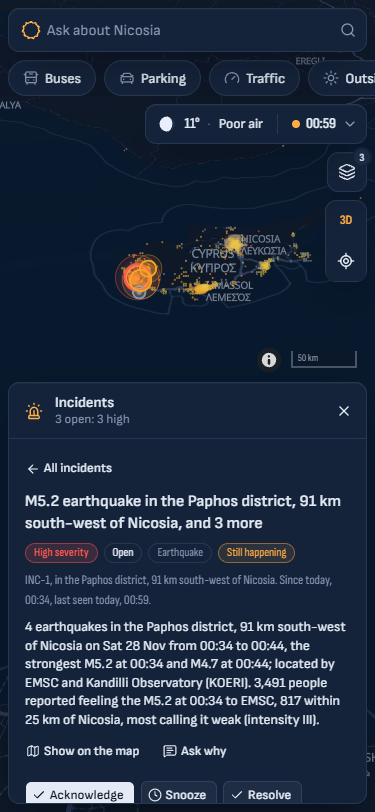 Ask about Nicosia
EREGLI
Buses
Parking
Traffic
Outsi
ALYA
11° · Poor air
00:59
3
3D
NICOSIA
ΛΕΥΚΩΣΙΑ
CYPRUS
ΚΥΠΡΟΣ
MASSOL
ΛΕΜΕΣΟΣ
50 km
Incidents
3 open: 3 high
All incidents
M5.2 earthquake in the Paphos district, 91 km
south-west of Nicosia, and 3 more
High severity
Open
Earthquake
Still happening
INC-1, in the Paphos district, 91 km south-west of Nicosia. Since today,
00:34, last seen today, 00:59.
4 earthquakes in the Paphos district, 91 km south-west
of Nicosia on Sat 28 Nov from 00:34 to 00:44, the
strongest M5.2 at 00:34 and M4.7 at 00:44; located by
EMSC and Kandilli Observatory (KOERI). 3,491 people
reported feeling the M5.2 at 00:34 to EMSC, 817 within
25 km of Nicosia, most calling it weak (intensity III).
Show on the map
Ask why
Acknowledge
Snooze
Resolve